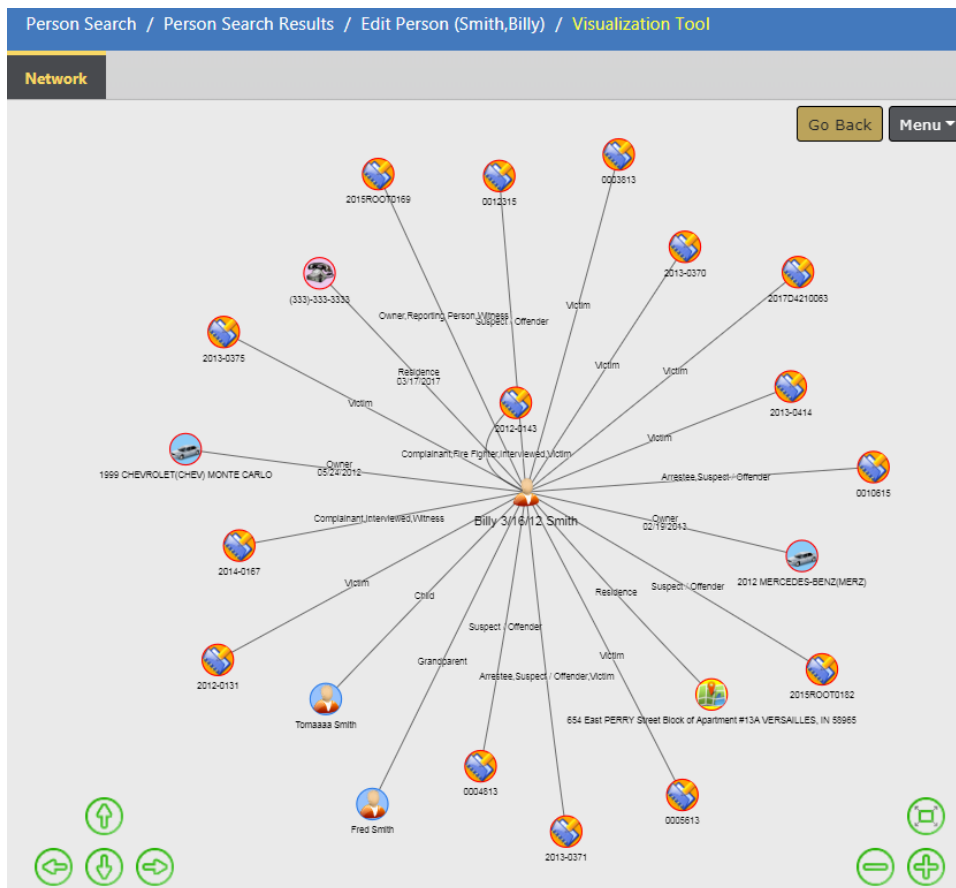 Person Search / Person Search Results / Edit Person (Smith,Billy) / Visualization Tool
Network
Go Back
Menu
0003813
2015ROOT0169
0012315
2013-0370
2017D4210063
(333)-333-3333
Victim
Owner,Reporting Person,Witness
Suspect / Offender
2013-0375
Residence
03/17/2017
Victim
Victim
2013-0414
Victim
2012-0143
Victim
Complainant,Fire Fighter,Interviewed,Victim
1999 CHEVROLET(CHEV) MONTE CARLO
Owner
05/24/2012
Arrestee,Suspect / Offender
0010615
Billy 3/16/12 Smith
Complainant,Interviewed,Witness
Owner
02/19/2013
2014-0167
2012 MERCEDES-BENZ(MERZ)
Victim
Child
Residence
Suspect / Offender
Suspect / Offender
Grandparent
Victim
2012-0131
Arrestee,Suspect / Offender,Victim
2015ROOT0182
Tomaaaa Smith
654 East PERRY Street Block of Apartment #13A VERSAILLES, IN 58965
0004813
0005613
Fred Smith
2013-0371